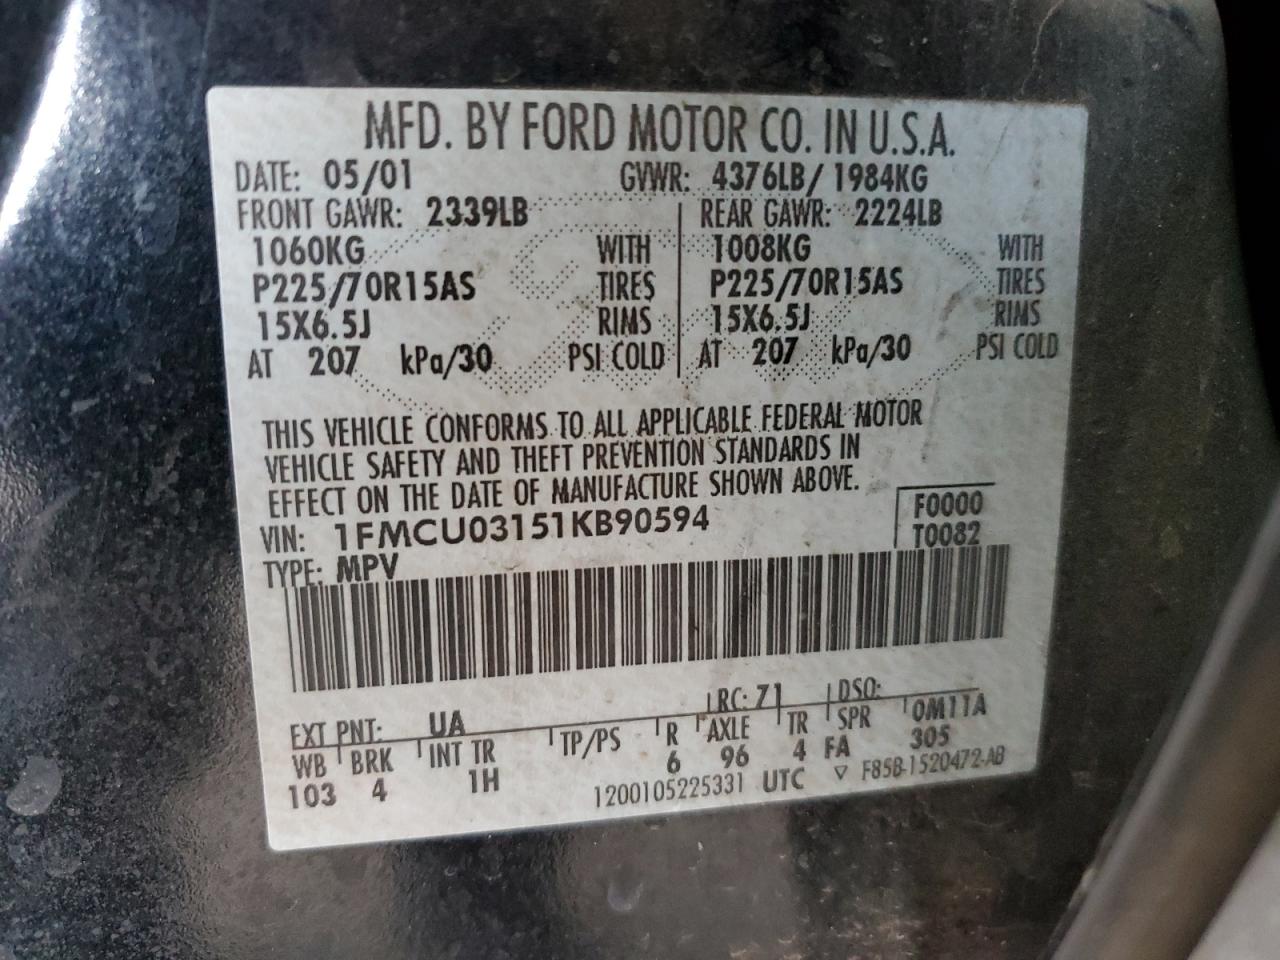 MFD. BY FORD MOTOR CO. IN U.S.A.
DATE: 05/01 GVWR: 4376LB/ 1984KG
FRONT GAWR: 2339LB REAR GAWR: 2224LB
1060KG WITH 1008KG WITH
P225/70R15AS TIRES P225/70R15AS TIRES
15X6.5J RIMS 15X6.5J RIMS
AT 207 kPa/30 PSI COLD AT 207 kPa/30 PSI COLD
THIS VEHICLE CONFORMS TO ALL APPLICABLE FEDERAL MOTOR
VEHICLE SAFETY AND THEFT PREVENTION STANDARDS IN
EFFECT ON THE DATE OF MANUFACTURE SHOWN ABOVE.
F0000
VIN: 1FMCU03151KB90594 T0082
TYPE: MPV
EXT PNT: UA RC: 71 DSO:
WB BRK INT TR TP/PS R AXLE TR SPR 0M11A
103 4 1H 6 96 4 FA 305
1200105225331 UTC ▽ F85B-1520472-AB